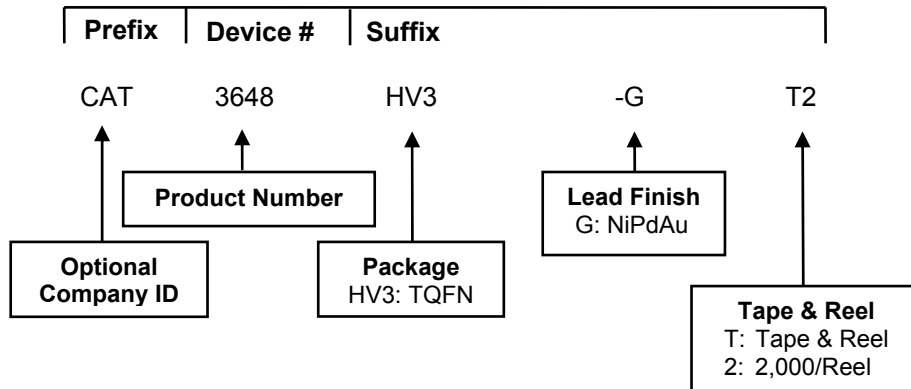 Prefix Device # Suffix
CAT 3648 HV3 -G T2
Product Number
Lead Finish
G: NiPdAu
Optional
Company ID
Package
HV3: TQFN
Tape & Reel
T: Tape & Reel
2: 2,000/Reel